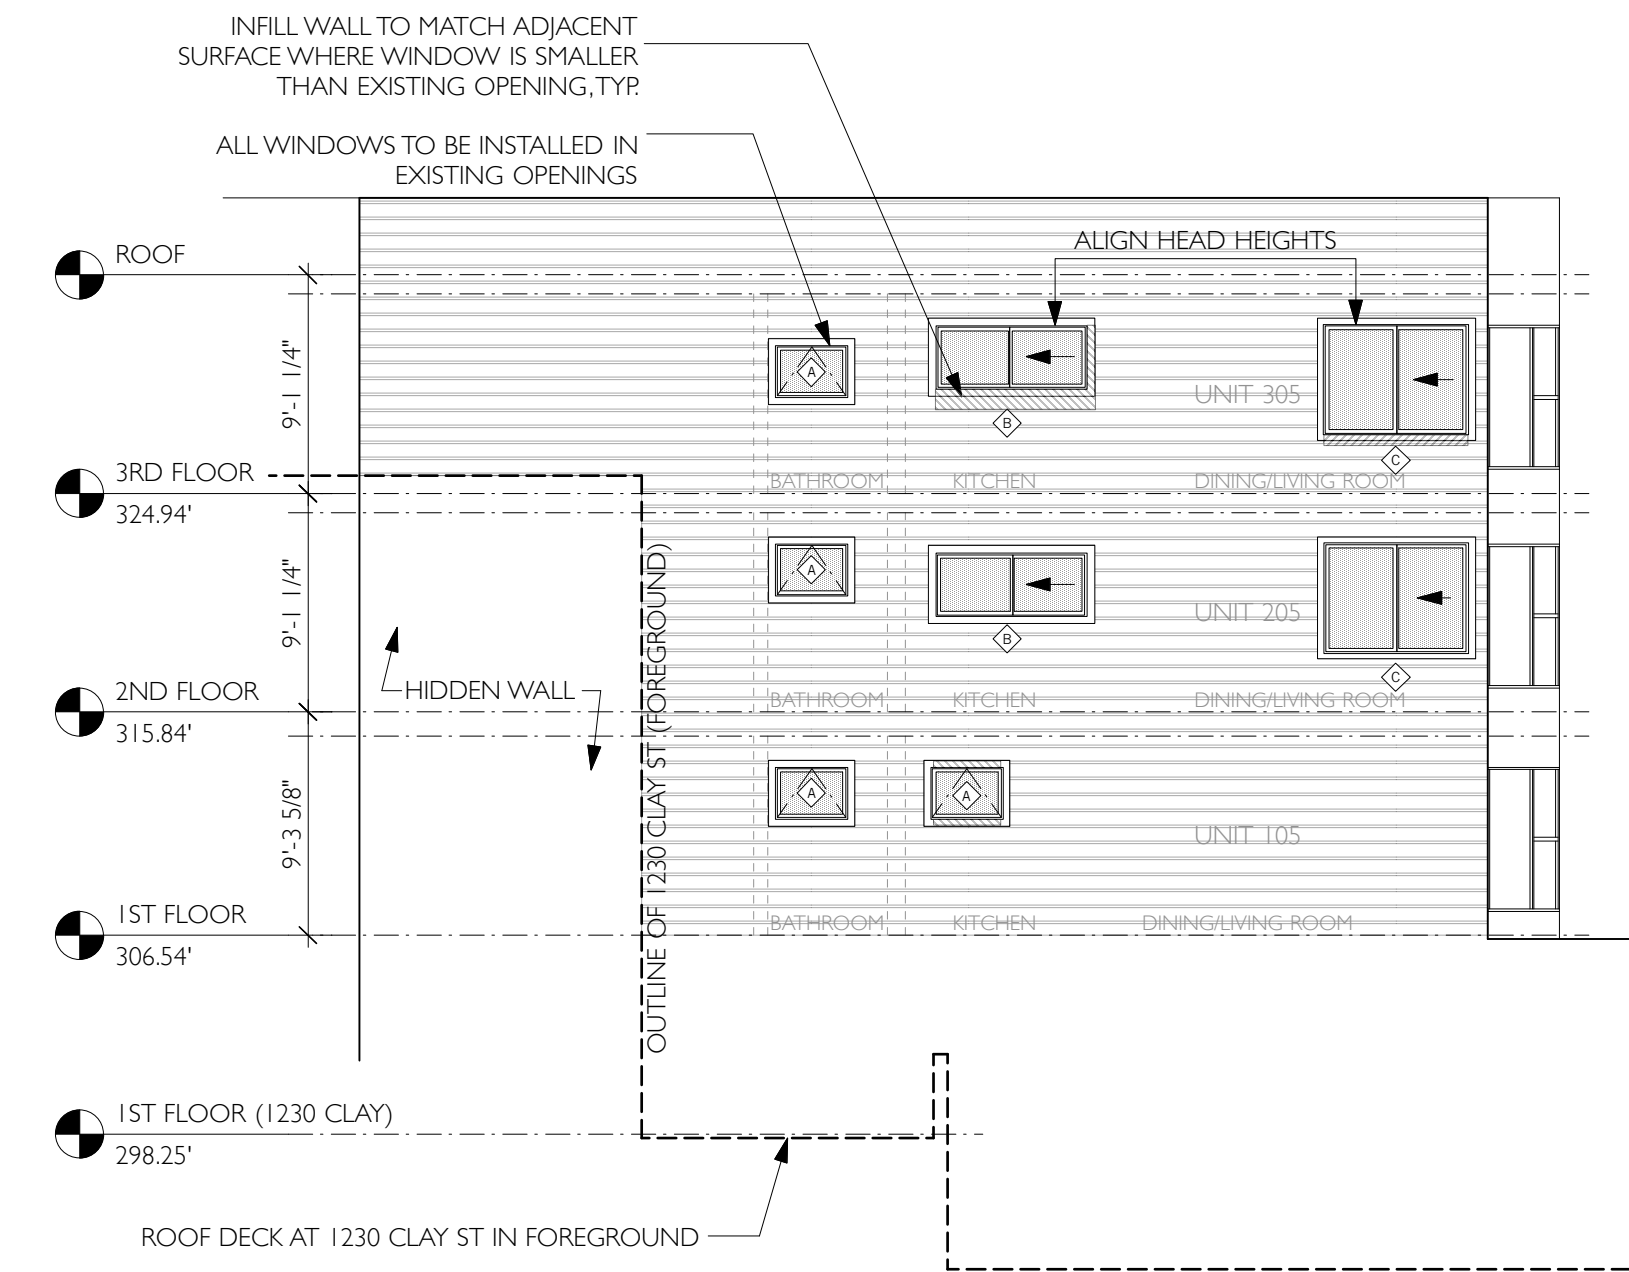 INFILL WALL TO MATCH ADJACENT
SURFACE WHERE WINDOW IS SMALLER
THAN EXISTING OPENING, TYP.
ALL WINDOWS TO BE INSTALLED IN
EXISTING OPENINGS
ALIGN HEAD HEIGHTS
ROOF
9'-1 1/4"
A
B
UNIT 305
C
3RD FLOOR
324.94'
BATHROOM
KITCHEN
DINING/LIVING ROOM
9'-1 1/4"
A
B
UNIT 205
C
HIDDEN WALL
OUTLINE OF 1230 CLAY ST (FOREGROUND)
2ND FLOOR
315.84'
BATHROOM
KITCHEN
DINING/LIVING ROOM
9'-3 5/8"
A
A
UNIT 105
1ST FLOOR
306.54'
BATHROOM
KITCHEN
DINING/LIVING ROOM
1ST FLOOR (1230 CLAY)
298.25'
ROOF DECK AT 1230 CLAY ST IN FOREGROUND